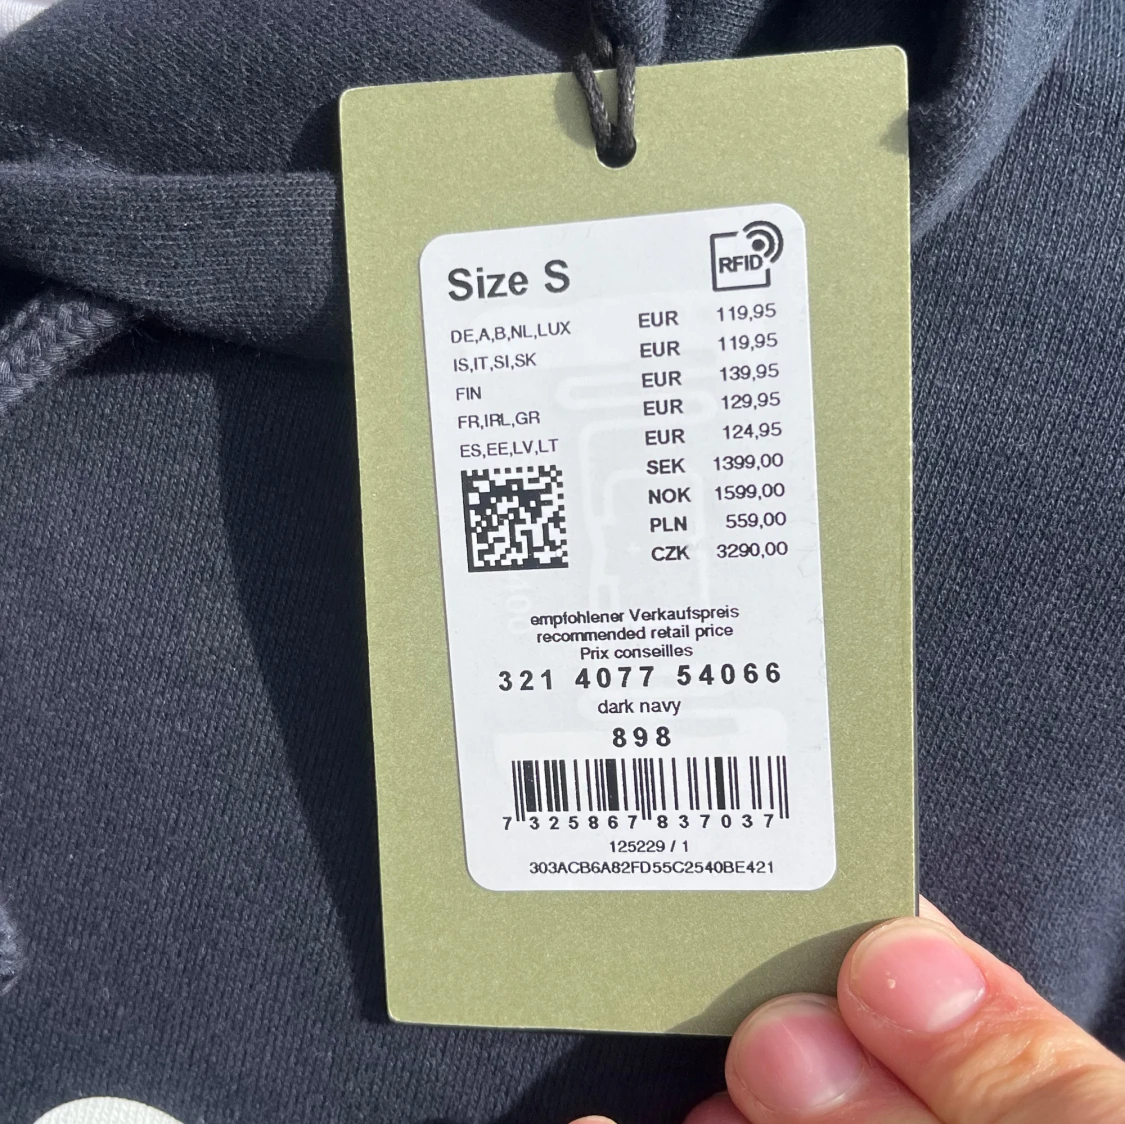 Size S
RFID
DE,A,B,NL,LUX EUR 119,95
IS,IT,SI,SK EUR 119,95
FIN EUR 139,95
FR,IRL,GR EUR 129,95
ES,EE,LV,LT EUR 124,95
SEK 1399,00
NOK 1599,00
PLN 559,00
CZK 3290,00
empfohlener Verkaufspreis
recommended retail price
Prix conseilles
321 4077 54066
dark navy
898
7 325867 837037
125229 / 1
303ACB6A82FD55C2540BE421